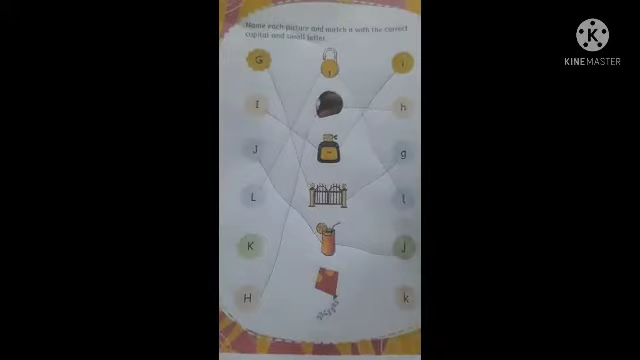 Name each picture and match it with the correct
capital and small letter.
G i
I h
J g
L l
K j
H k
K
KINEMASTER